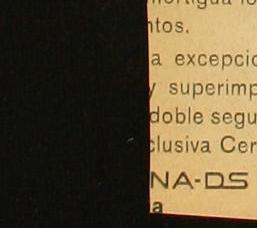 ntos.
a excepcio
y superimp
doble segu
clusiva Cer
NA-DS
a